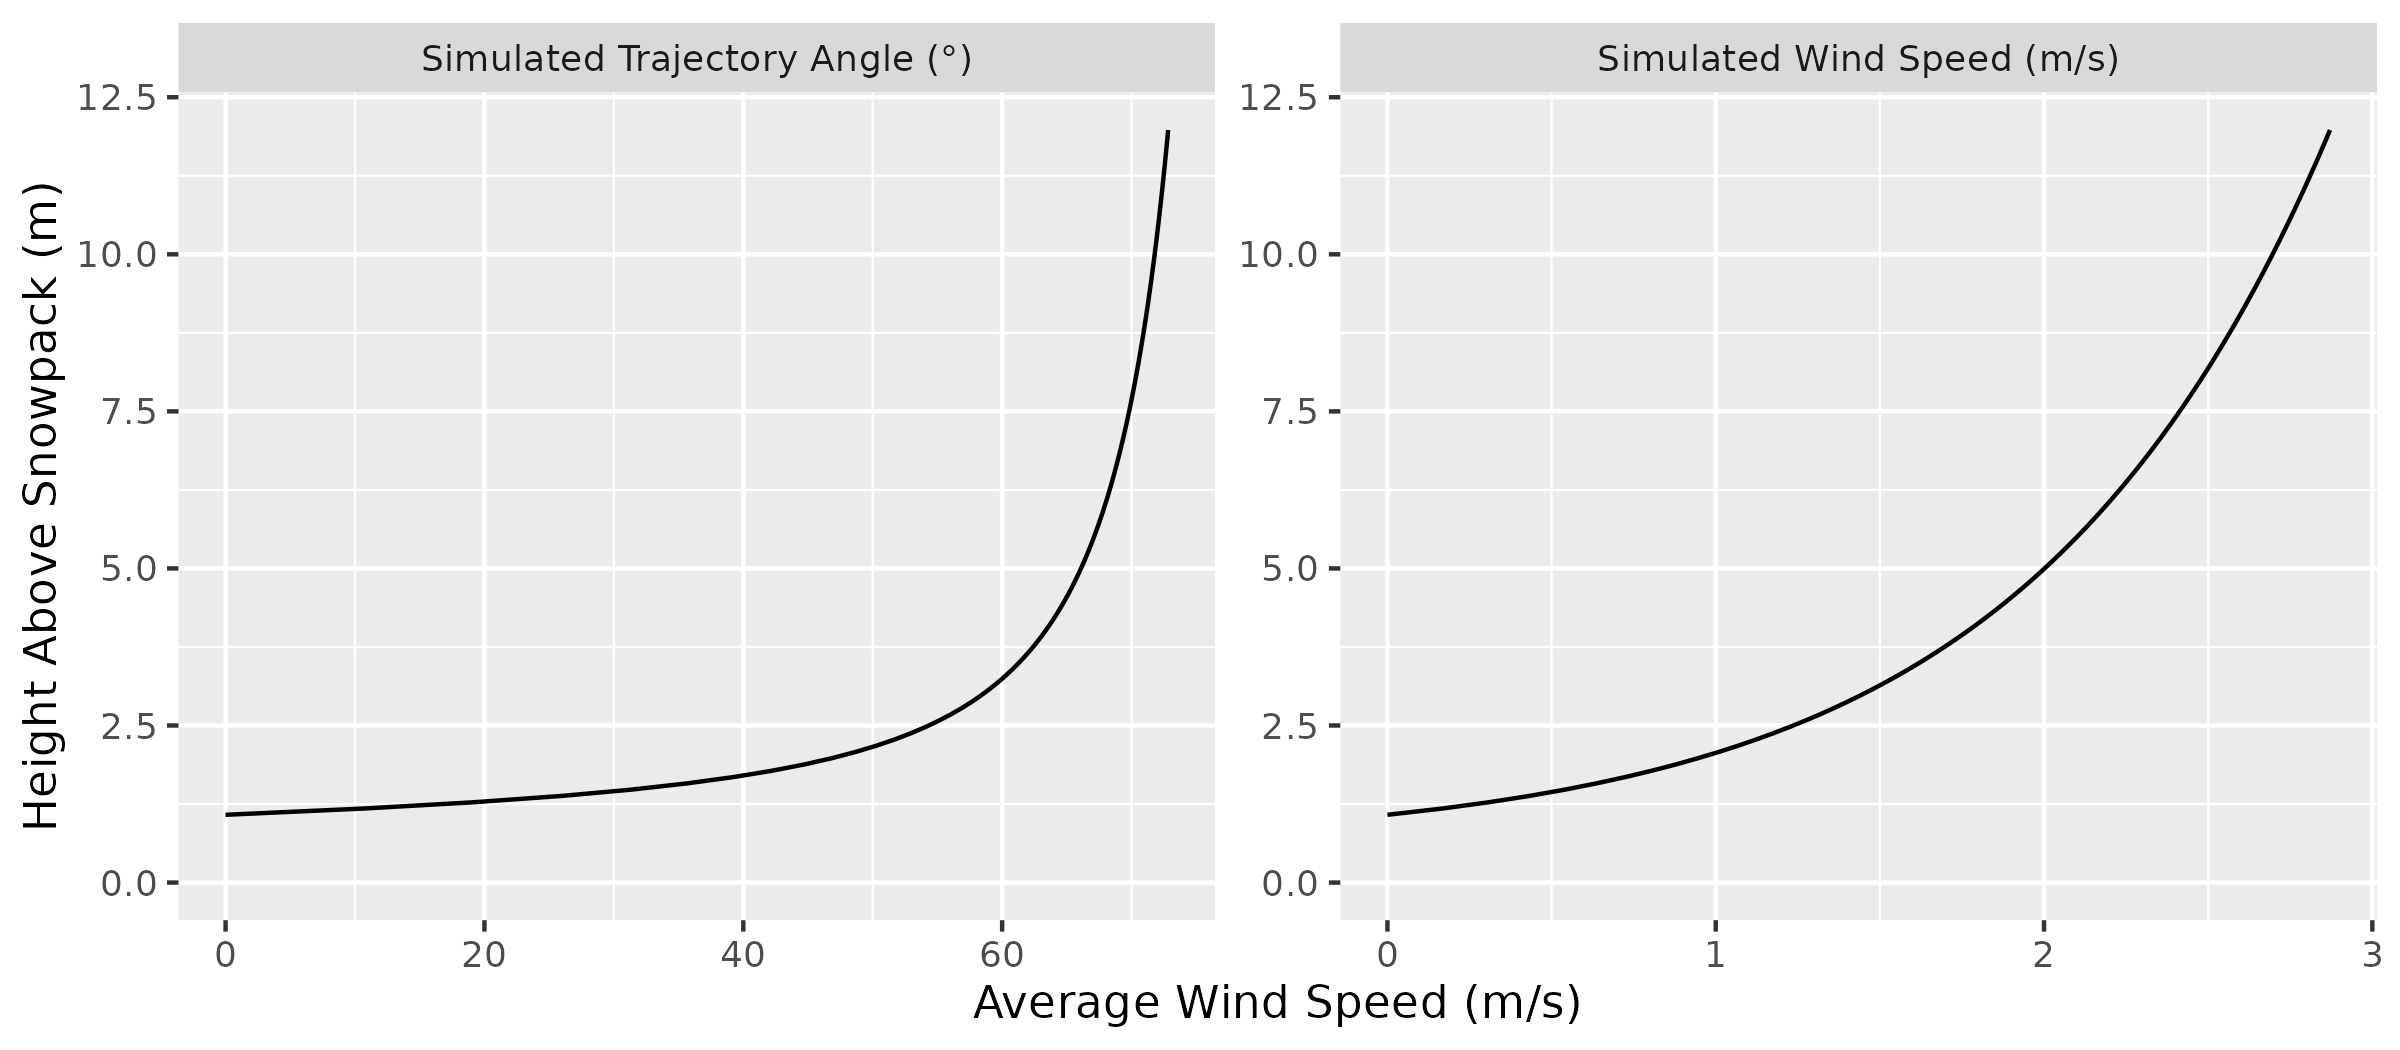 Simulated Trajectory Angle (°)
Simulated Wind Speed (m/s)
Height Above Snowpack (m)
12.5
10.0
7.5
5.0
2.5
0.0
12.5
10.0
7.5
5.0
2.5
0.0
0 20 40 60
0 1 2 3
Average Wind Speed (m/s)